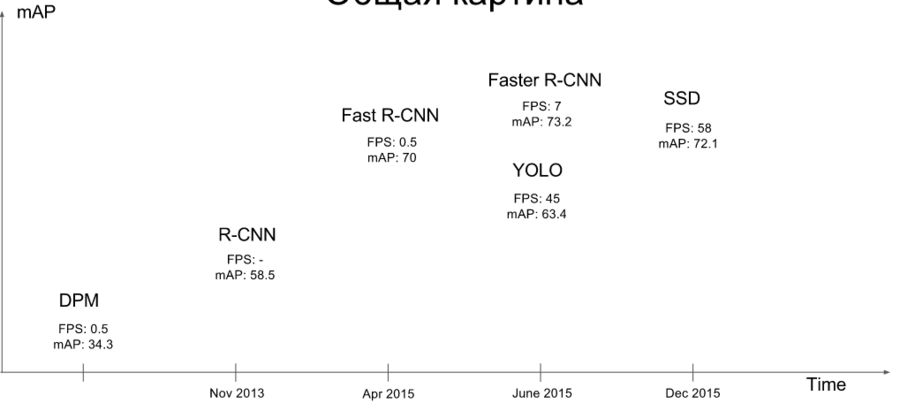 Общая картина
mAP
Faster R-CNN
FPS: 7
mAP: 73.2
SSD
FPS: 58
mAP: 72.1
Fast R-CNN
FPS: 0.5
mAP: 70
YOLO
FPS: 45
mAP: 63.4
R-CNN
FPS: -
mAP: 58.5
DPM
FPS: 0.5
mAP: 34.3
Nov 2013
Apr 2015
June 2015
Dec 2015
Time